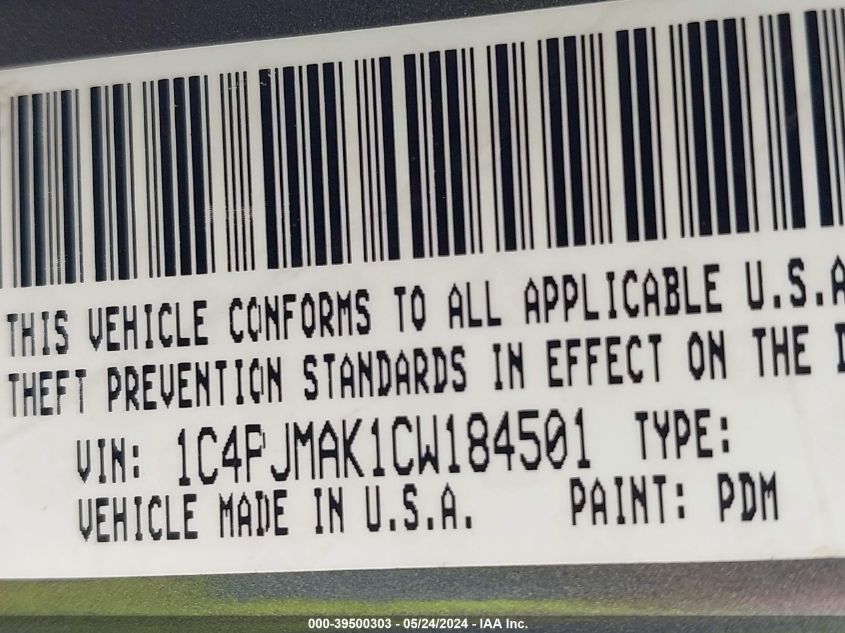 THIS VEHICLE CONFORMS TO ALL APPLICABLE U.S.A
THEFT PREVENTION STANDARDS IN EFFECT ON THE D
VIN: 1C4PJMAK1CW184501 TYPE:
VEHICLE MADE IN U.S.A. PAINT: PDM
000-39500303 - 05/24/2024 - IAA Inc.